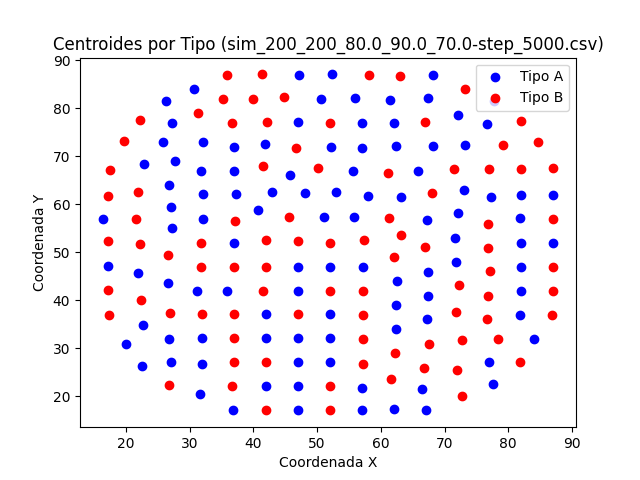 Centroides por Tipo (sim_200_200_80.0_90.0_70.0-step_5000.csv)
Tipo A
Tipo B
90
80
70
60
50
40
30
20
Coordenada Y
20 30 40 50 60 70 80 90
Coordenada X